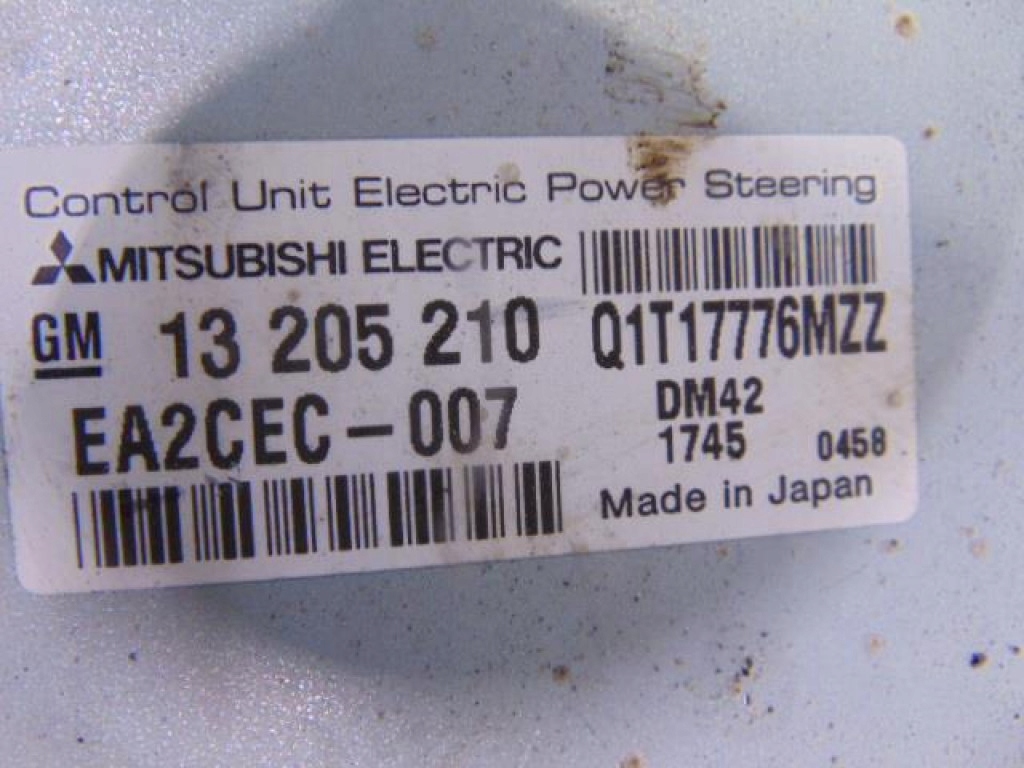 Control Unit Electric Power Steering
MITSUBISHI ELECTRIC
GM 13 205 210 Q1T17776MZZ
EA2CEC-007 DM42
1745 0458
Made in Japan